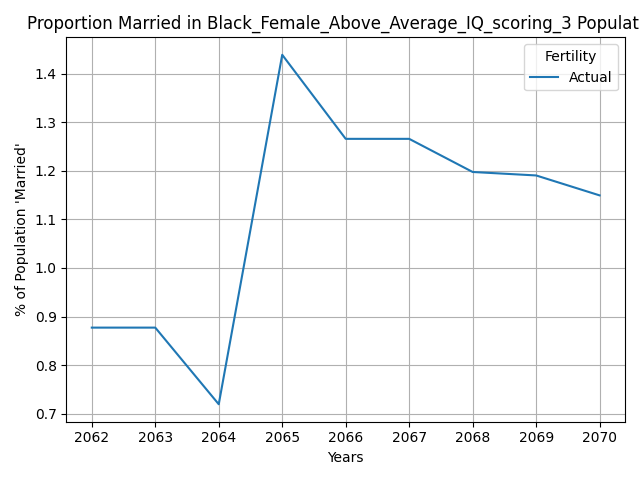 Proportion Married in Black_Female_Above_Average_IQ_scoring_3 Populat
Fertility
Actual
% of Population 'Married'
1.4
1.3
1.2
1.1
1.0
0.9
0.8
0.7
2062 2063 2064 2065 2066 2067 2068 2069 2070
Years